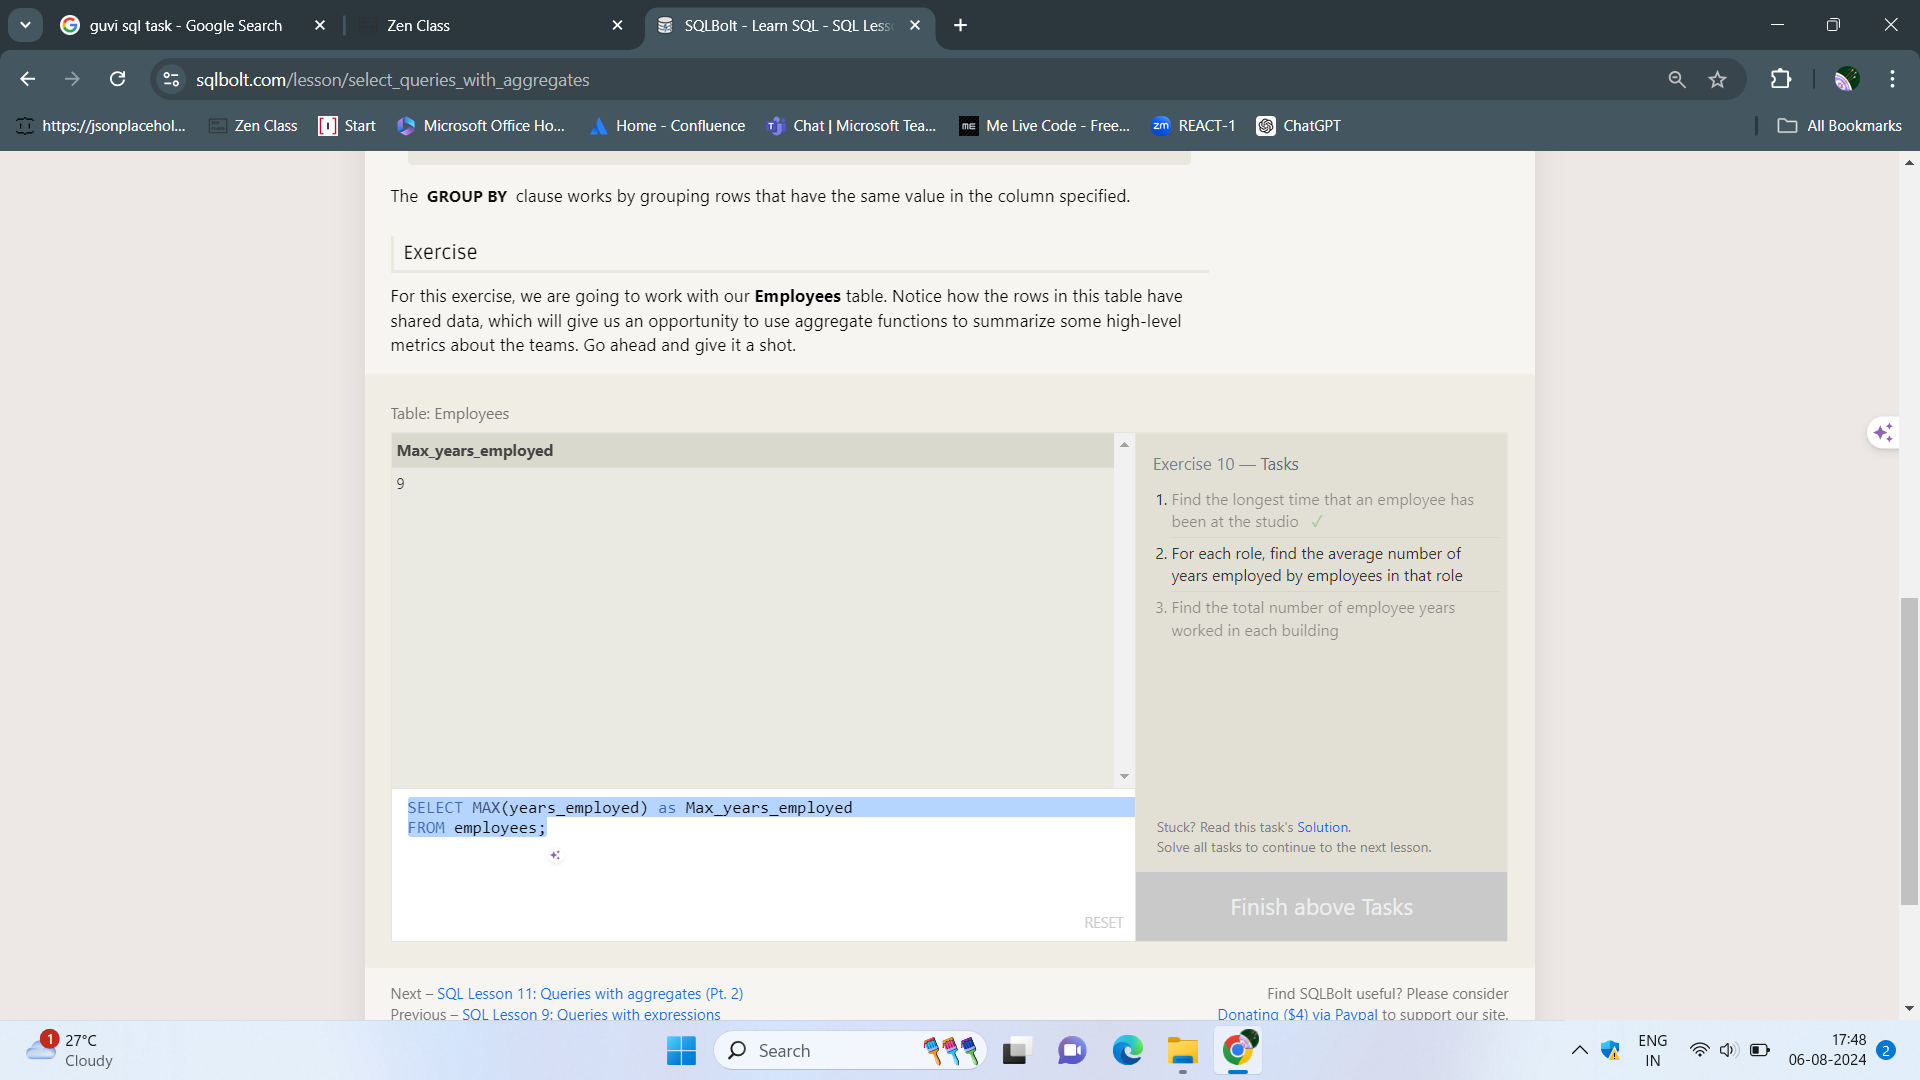 guvi sql task - Google Search
Zen Class
SQLBolt - Learn SQL - SQL Less
sqlbolt.com/lesson/select_queries_with_aggregates
https://jsonplacehol...
Zen Class
Start
Microsoft Office Ho...
Home - Confluence
Chat | Microsoft Tea...
Me Live Code - Free...
REACT-1
ChatGPT
All Bookmarks
The GROUP BY clause works by grouping rows that have the same value in the column specified.
Exercise
For this exercise, we are going to work with our Employees table. Notice how the rows in this table have
shared data, which will give us an opportunity to use aggregate functions to summarize some high-level
metrics about the teams. Go ahead and give it a shot.
Table: Employees
Max_years_employed
9
Exercise 10 — Tasks
1. Find the longest time that an employee has
been at the studio ✓
2. For each role, find the average number of
years employed by employees in that role
3. Find the total number of employee years
worked in each building
SELECT MAX(years_employed) as Max_years_employed
FROM employees;
RESET
Stuck? Read this task's Solution.
Solve all tasks to continue to the next lesson.
Finish above Tasks
Next – SQL Lesson 11: Queries with aggregates (Pt. 2)
Previous – SQL Lesson 9: Queries with expressions
Find SQLBolt useful? Please consider
Donating ($4) via Paypal to support our site.
1
27°C
Cloudy
Search
ENG
IN
17:48
06-08-2024
2